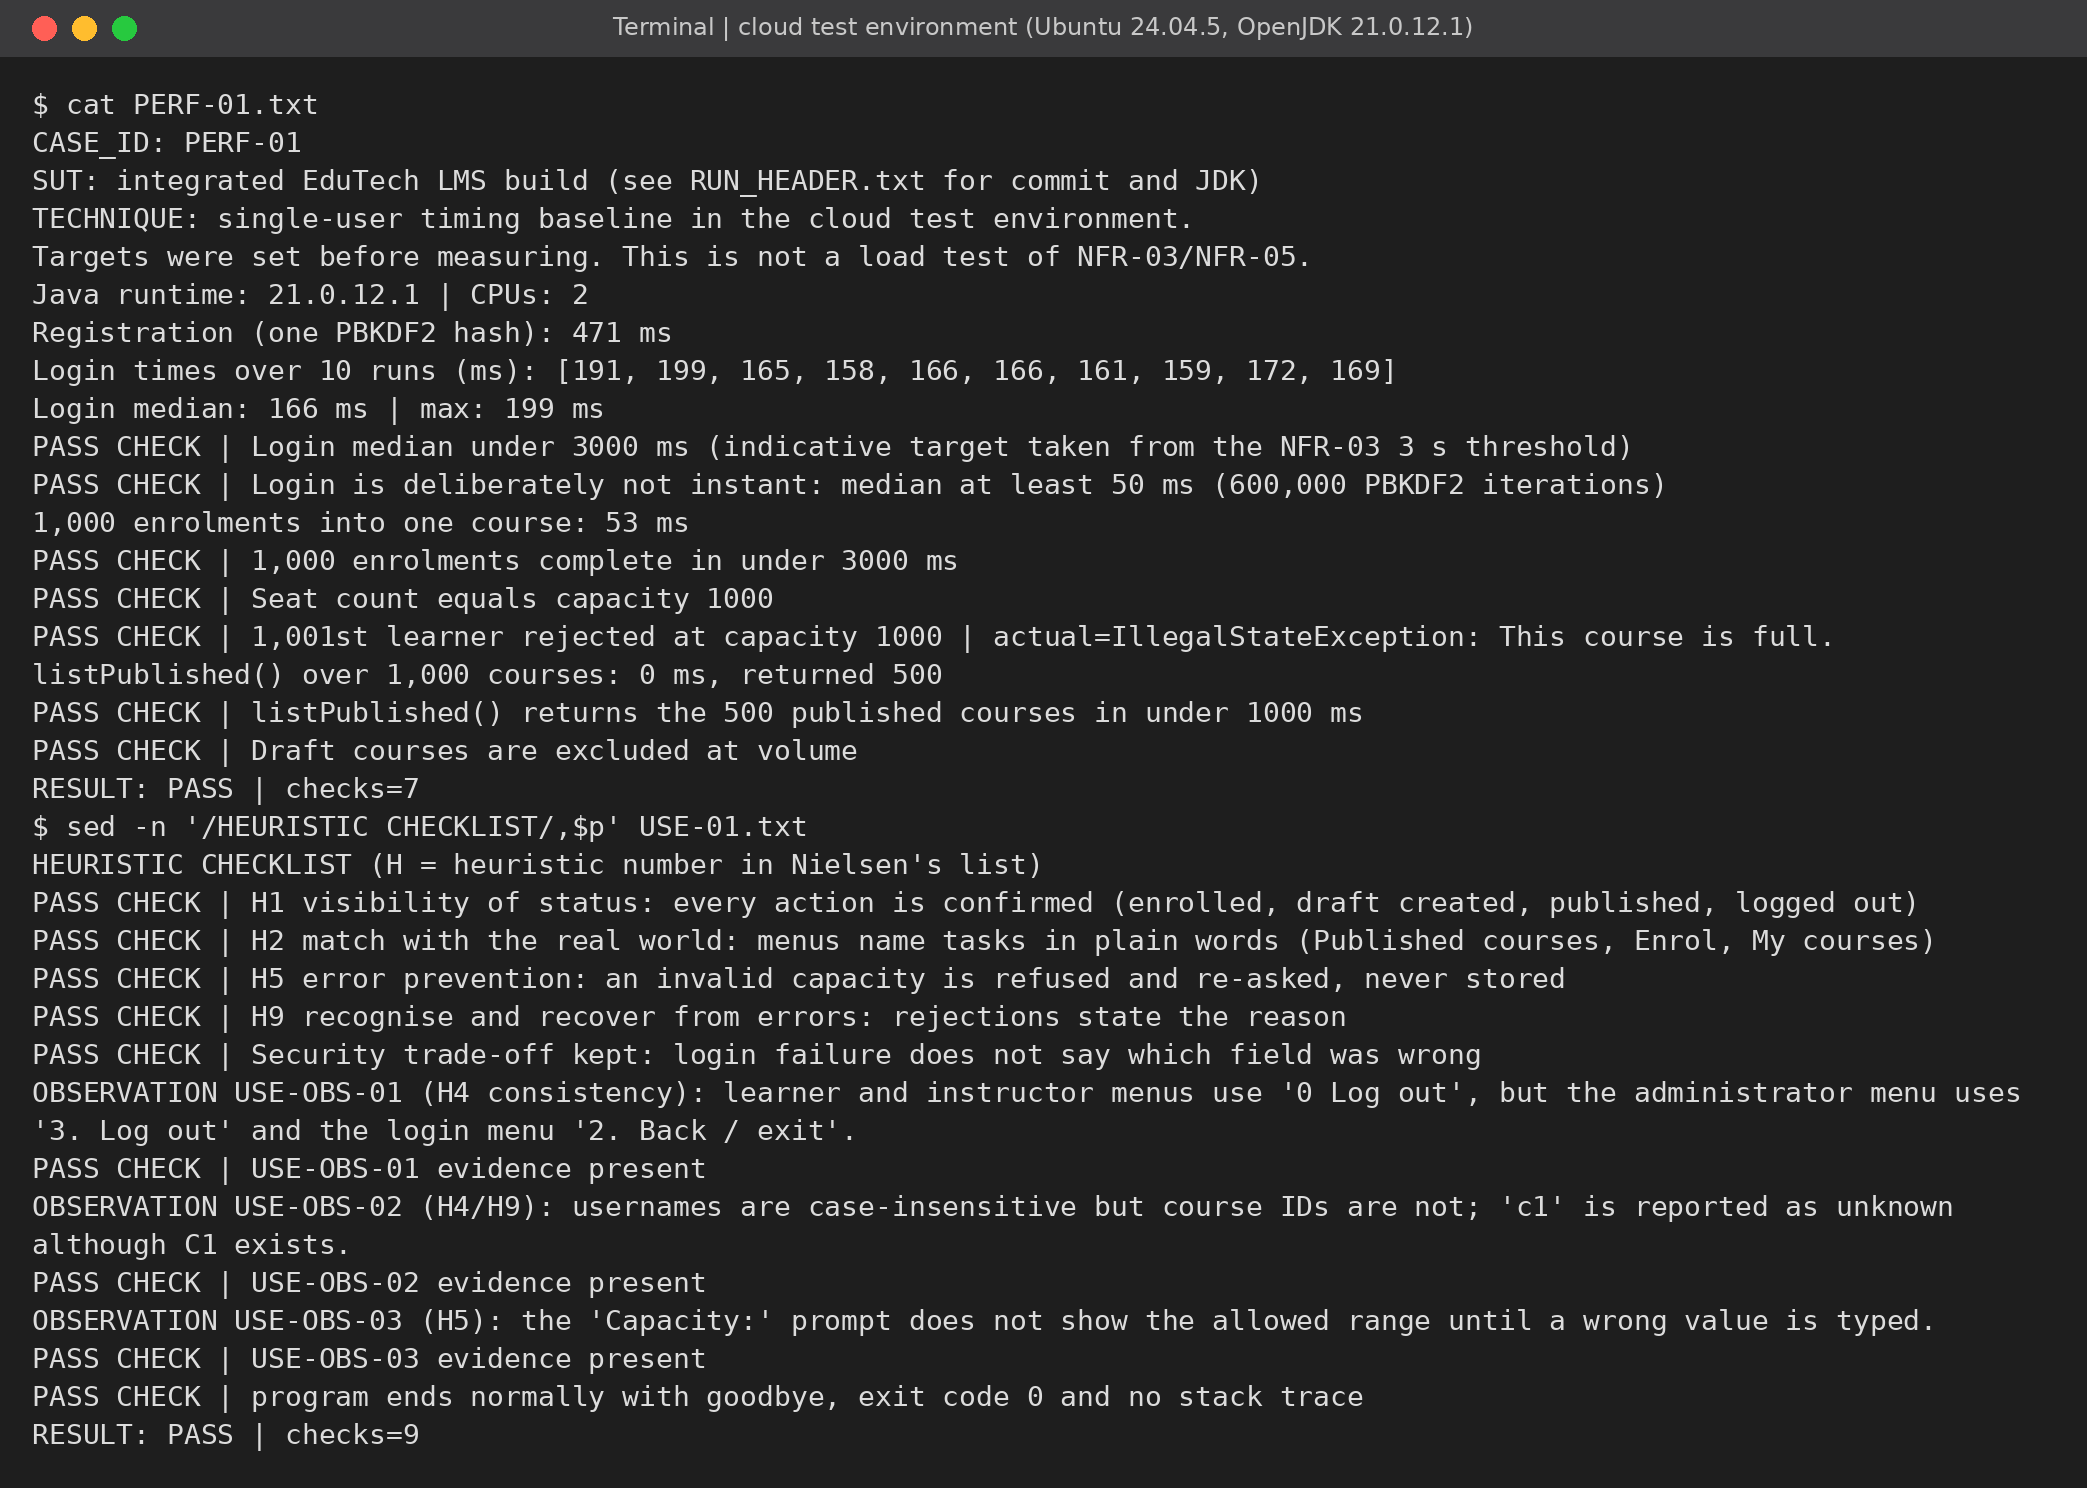 Terminal | cloud test environment (Ubuntu 24.04.5, OpenJDK 21.0.12.1)
$ cat PERF-01.txt
CASE_ID: PERF-01
SUT: integrated EduTech LMS build (see RUN_HEADER.txt for commit and JDK)
TECHNIQUE: single-user timing baseline in the cloud test environment.
Targets were set before measuring. This is not a load test of NFR-03/NFR-05.
Java runtime: 21.0.12.1 | CPUs: 2
Registration (one PBKDF2 hash): 471 ms
Login times over 10 runs (ms): [191, 199, 165, 158, 166, 166, 161, 159, 172, 169]
Login median: 166 ms | max: 199 ms
PASS CHECK | Login median under 3000 ms (indicative target taken from the NFR-03 3 s threshold)
PASS CHECK | Login is deliberately not instant: median at least 50 ms (600,000 PBKDF2 iterations)
1,000 enrolments into one course: 53 ms
PASS CHECK | 1,000 enrolments complete in under 3000 ms
PASS CHECK | Seat count equals capacity 1000
PASS CHECK | 1,001st learner rejected at capacity 1000 | actual=IllegalStateException: This course is full.
listPublished() over 1,000 courses: 0 ms, returned 500
PASS CHECK | listPublished() returns the 500 published courses in under 1000 ms
PASS CHECK | Draft courses are excluded at volume
RESULT: PASS | checks=7
$ sed -n '/HEURISTIC CHECKLIST/,$p' USE-01.txt
HEURISTIC CHECKLIST (H = heuristic number in Nielsen's list)
PASS CHECK | H1 visibility of status: every action is confirmed (enrolled, draft created, published, logged out)
PASS CHECK | H2 match with the real world: menus name tasks in plain words (Published courses, Enrol, My courses)
PASS CHECK | H5 error prevention: an invalid capacity is refused and re-asked, never stored
PASS CHECK | H9 recognise and recover from errors: rejections state the reason
PASS CHECK | Security trade-off kept: login failure does not say which field was wrong
OBSERVATION USE-OBS-01 (H4 consistency): learner and instructor menus use '0 Log out', but the administrator menu uses
'3. Log out' and the login menu '2. Back / exit'.
PASS CHECK | USE-OBS-01 evidence present
OBSERVATION USE-OBS-02 (H4/H9): usernames are case-insensitive but course IDs are not; 'c1' is reported as unknown
although C1 exists.
PASS CHECK | USE-OBS-02 evidence present
OBSERVATION USE-OBS-03 (H5): the 'Capacity:' prompt does not show the allowed range until a wrong value is typed.
PASS CHECK | USE-OBS-03 evidence present
PASS CHECK | program ends normally with goodbye, exit code 0 and no stack trace
RESULT: PASS | checks=9